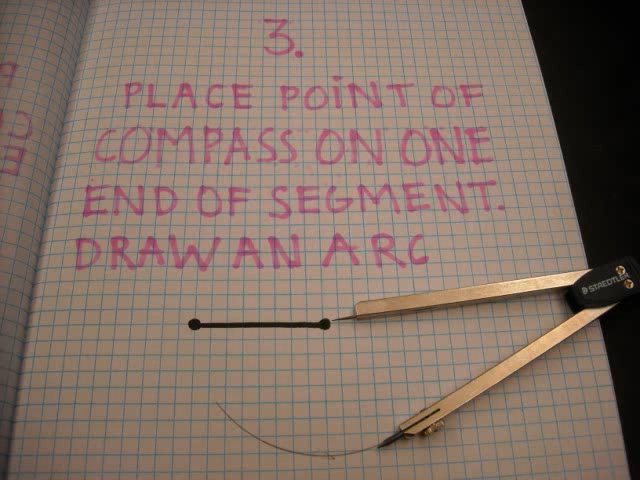 3.
PLACE POINT OF
COMPASS ON ONE
END OF SEGMENT.
DRAW AN ARC
STAEDTLER